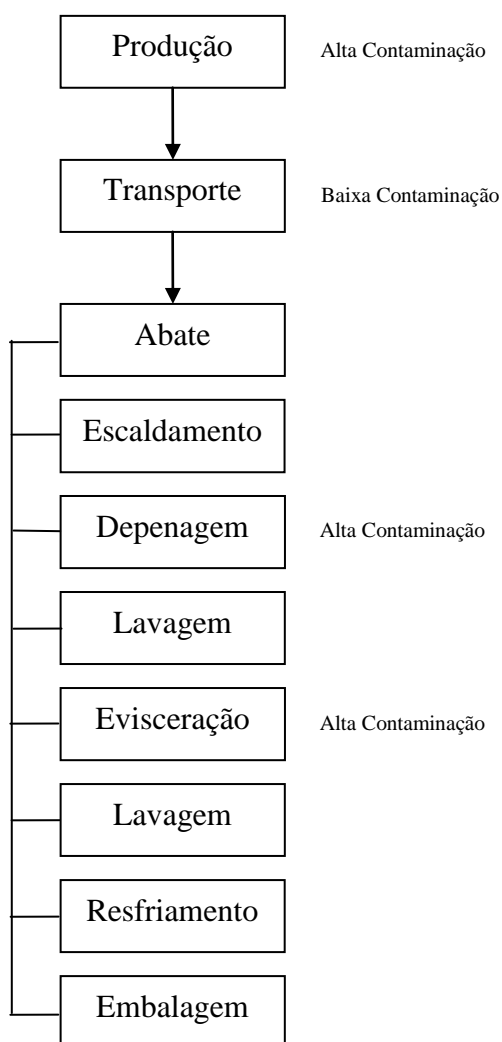 Produção
Alta Contaminação
Transporte
Baixa Contaminação
Abate
Escaldamento
Depenagem
Alta Contaminação
Lavagem
Evisceração
Alta Contaminação
Lavagem
Resfriamento
Embalagem